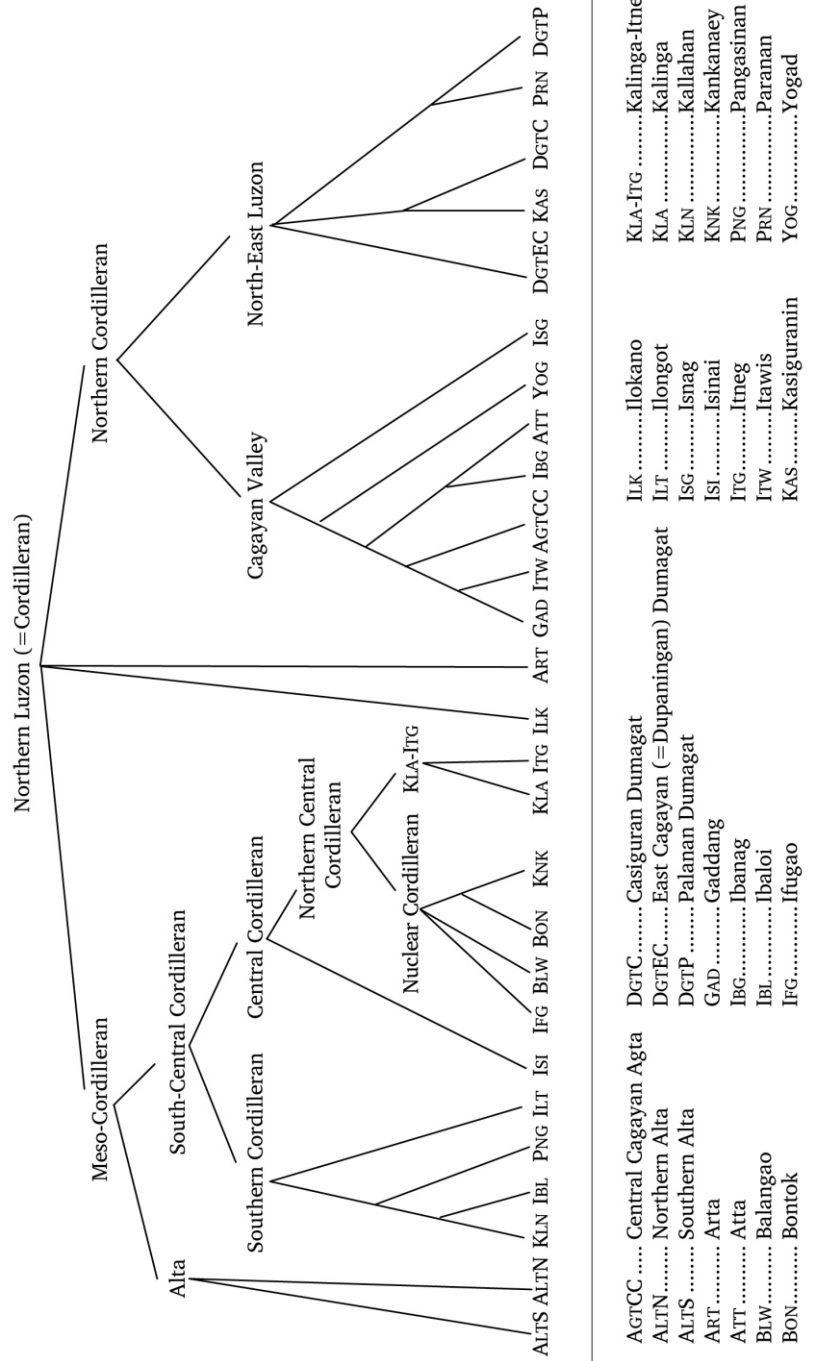 Northern Luzon (=Cordilleran)
Meso-Cordilleran
Northern Cordilleran
Alta
South-Central Cordilleran
Southern Cordilleran
Central Cordilleran
Cagayan Valley
North-East Luzon
Northern Central
Cordilleran
Nuclear Cordilleran
KLA-ITG
ALTS ALTN KLN IBL PNG ILT ISI IFG BLW BON KNK KLA ITG ILK ART GAD ITW AGTCC IBG ATT YOG ISG DGTEC KAS DGTC PRN DGTP
AGTCC .... Central Cagayan Agta
ALTN........ Northern Alta
ALTS ........ Southern Alta
ART .......... Arta
ATT .......... Atta
BLW.......... Balangao
BON.......... Bontok
DGTC........ Casiguran Dumagat
DGTEC...... East Cagayan (=Dupaningan) Dumagat
DGTP ....... Palanan Dumagat
GAD .......... Gaddang
IBG............ Ibanag
IBL............. Ibaloi
IFG............. Ifugao
ILK ..........Ilokano
ILT ..........Ilongot
ISG..........Isnag
ISI ...........Isinai
ITG..........Itneg
ITW ........Itawis
KAS.........Kasiguranin
KLA-ITG .........Kalinga-Itne
KLA ................Kalinga
KLN ................Kallahan
KNK ...............Kankanaey
PNG................Pangasinan
PRN ................Paranan
YOG................Yogad